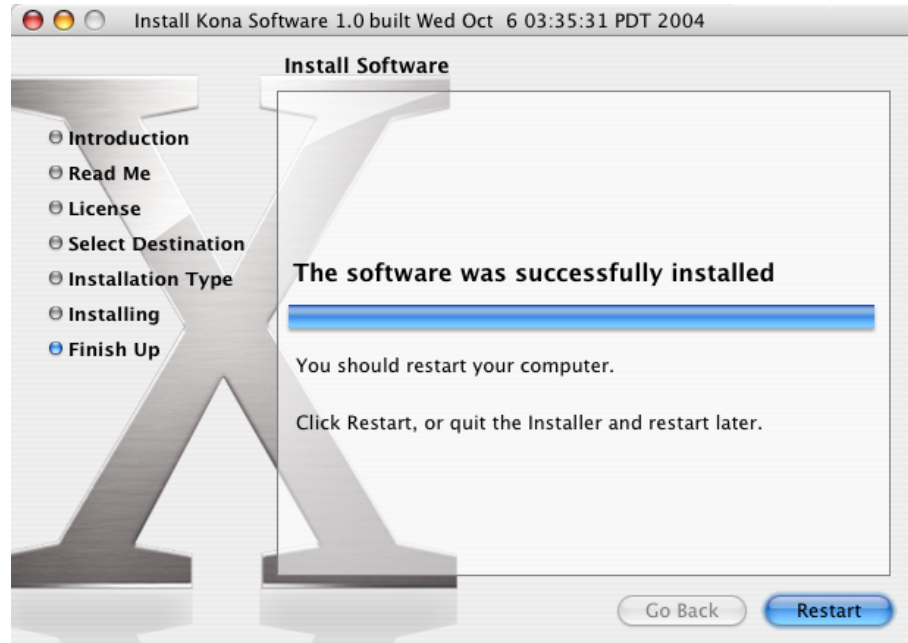 Install Kona Software 1.0 built Wed Oct  6 03:35:31 PDT 2004
Install Software
Introduction
Read Me
License
Select Destination
Installation Type
Installing
Finish Up
The software was successfully installed
You should restart your computer.
Click Restart, or quit the Installer and restart later.
Go Back
Restart